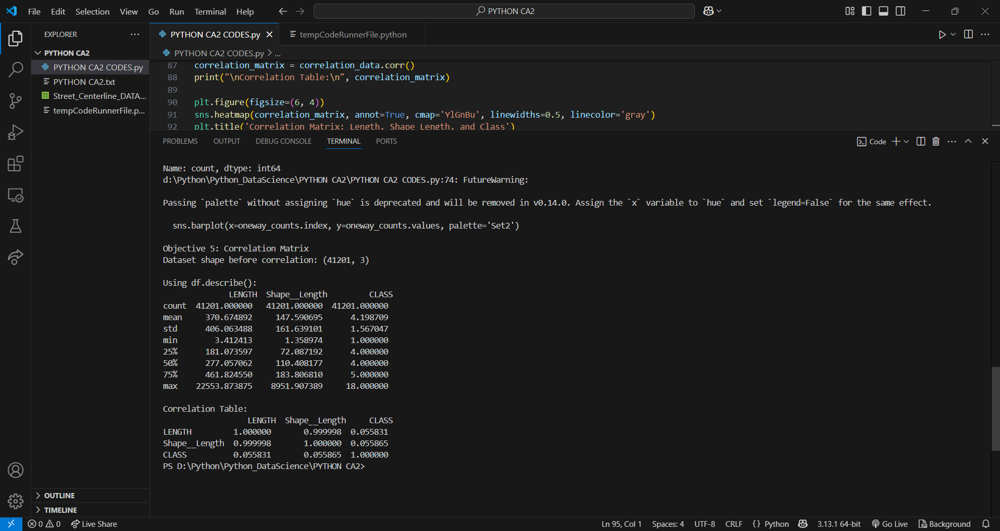 File Edit Selection View Go Run Terminal Help
PYTHON CA2
EXPLORER
PYTHON CA2
PYTHON CA2 CODES.py
PYTHON CA2.txt
Street_Centerline_DATA...
tempCodeRunnerFile.p...
OUTLINE
TIMELINE
PYTHON CA2 CODES.py
tempCodeRunnerFile.python
PYTHON CA2 CODES.py > ...
87 correlation_matrix = correlation_data.corr()
88 print("\nCorrelation Table:\n", correlation_matrix)
89
90 plt.figure(figsize=(6, 4))
91 sns.heatmap(correlation_matrix, annot=True, cmap='YlGnBu', linewidths=0.5, linecolor='gray')
92 plt.title('Correlation Matrix: Length, Shape Length, and Class')
PROBLEMS OUTPUT DEBUG CONSOLE TERMINAL PORTS
Code
Name: count, dtype: int64
d:\Python\Python_DataScience\PYTHON CA2\PYTHON CA2 CODES.py:74: FutureWarning:
Passing `palette` without assigning `hue` is deprecated and will be removed in v0.14.0. Assign the `x` variable to `hue` and set `legend=False` for the same effect.
sns.barplot(x=oneway_counts.index, y=oneway_counts.values, palette='Set2')
Objective 5: Correlation Matrix
Dataset shape before correlation: (41201, 3)
Using df.describe():
LENGTH Shape__Length CLASS
count 41201.000000 41201.000000 41201.000000
mean 370.674892 147.590695 4.198709
std 406.063488 161.639101 1.567047
min 3.412413 1.358974 1.000000
25% 181.073597 72.087192 4.000000
50% 277.057062 110.408177 4.000000
75% 461.824550 183.806810 5.000000
max 22553.873875 8951.907389 18.000000
Correlation Table:
LENGTH Shape__Length CLASS
LENGTH 1.000000 0.999998 0.055831
Shape__Length 0.999998 1.000000 0.055865
CLASS 0.055831 0.055865 1.000000
PS D:\Python\Python_DataScience\PYTHON CA2>
0 0 Live Share
Ln 95, Col 1 Spaces: 4 UTF-8 CRLF {} Python 3.13.1 64-bit Go Live Background